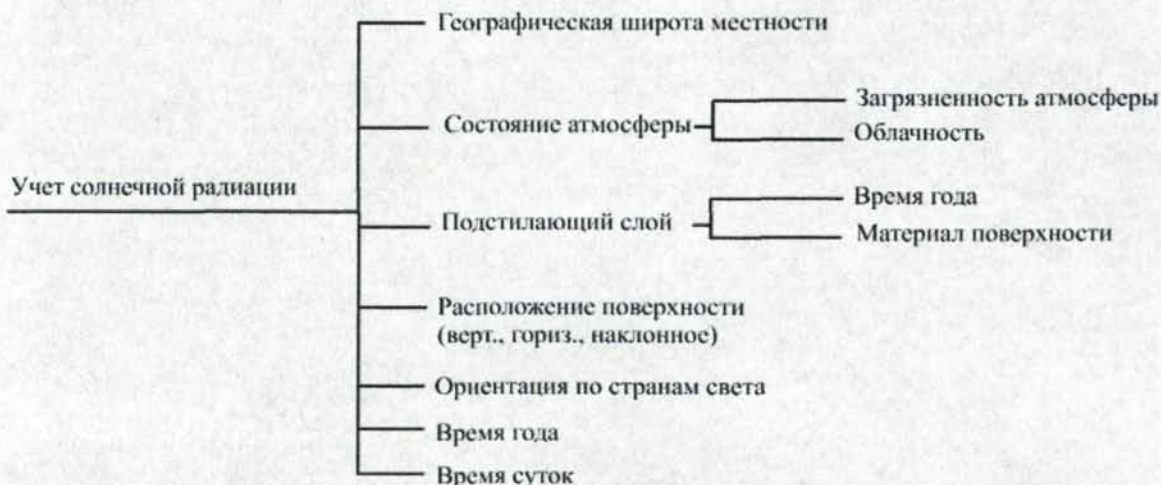 Географическая широта местности
Загрязненность атмосферы
Состояние атмосферы
Облачность
Учет солнечной радиации
Время года
Подстилающий слой
Материал поверхности
Расположение поверхности
(верт., гориз., наклонное)
Ориентация по странам света
Время года
Время суток